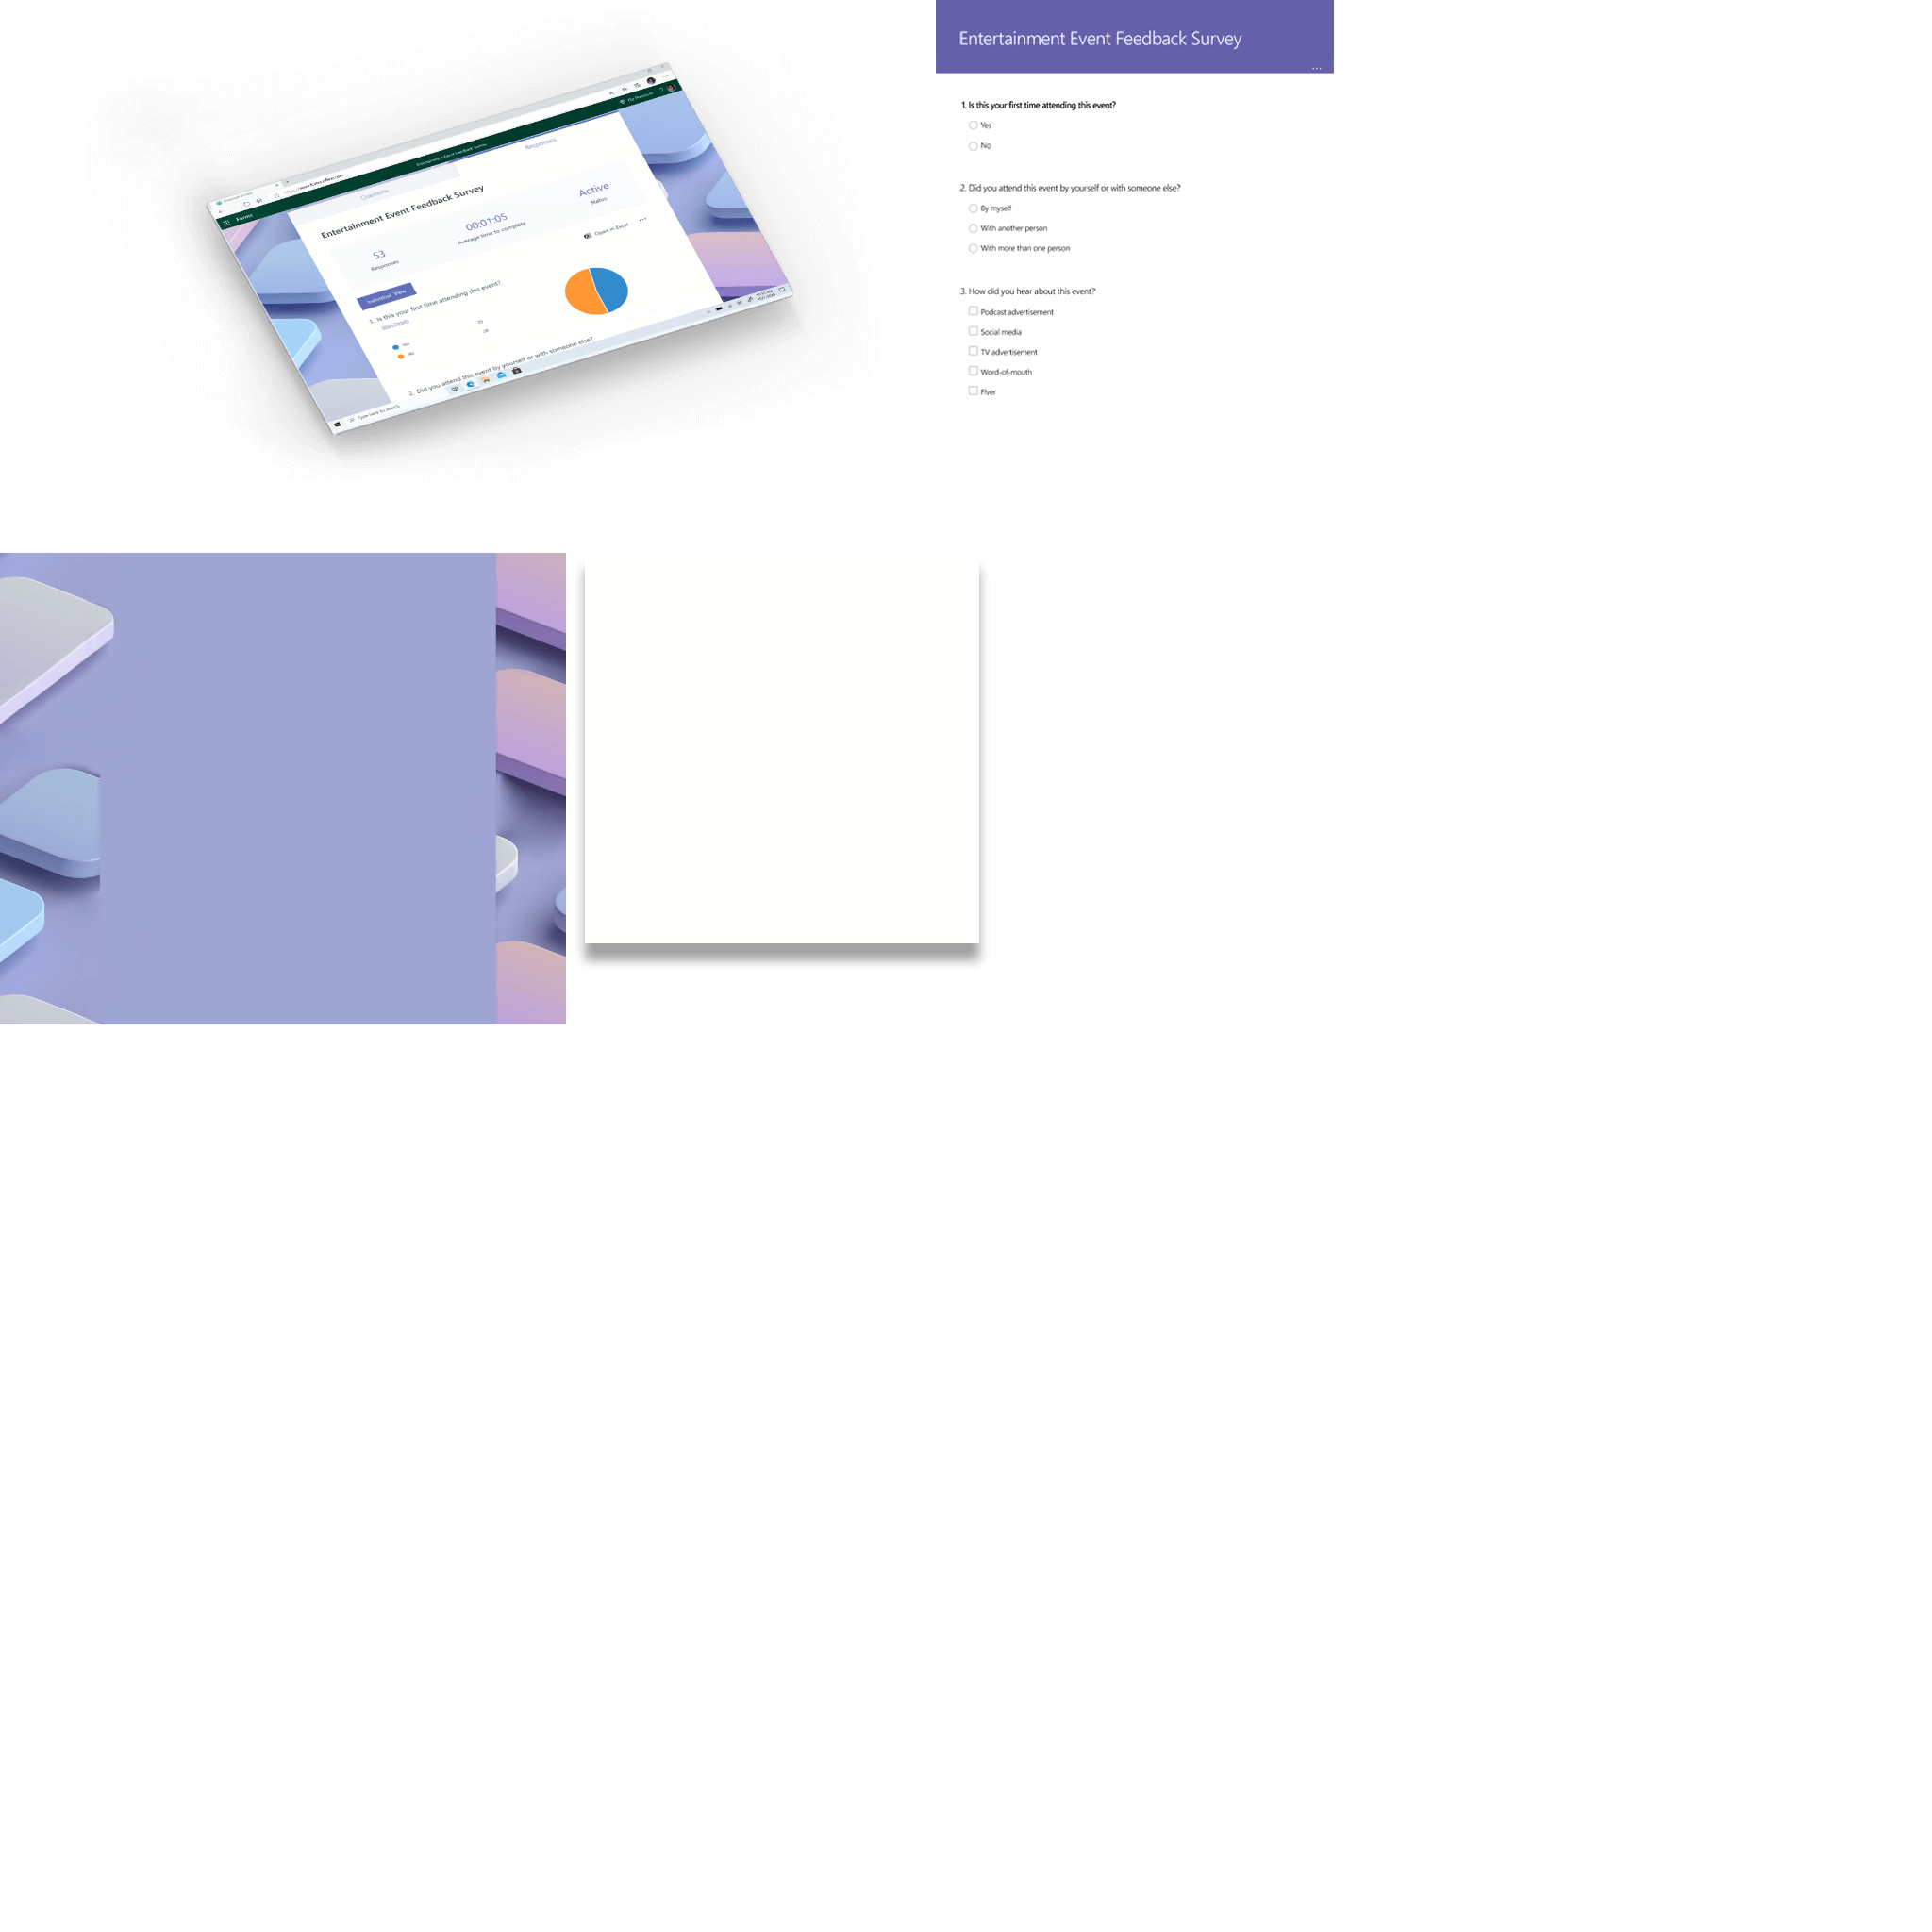 Forms
Entertainment Event Feedback Survey
Questions
Responses
Entertainment Event Feedback Survey
53
Responses
00:01:05
Average time to complete
Active
Status
Individual View
Open in Excel
1. Is this your first time attending this event?
More Details
Yes
No
25
28
2. Did you attend this event by yourself or with someone else?
Type here to search
Entertainment Event Feedback Survey
...
1. Is this your first time attending this event?
Yes
No
2. Did you attend this event by yourself or with someone else?
By myself
With another person
With more than one person
3. How did you hear about this event?
Podcast advertisement
Social media
TV advertisement
Word-of-mouth
Flyer